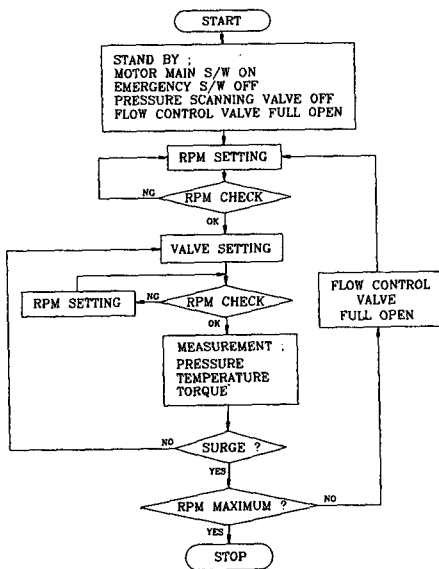 START
STAND BY ;
MOTOR MAIN S/W ON
EMERGENCY S/W OFF
PRESSURE SCANNING VALVE OFF
FLOW CONTROL VALVE FULL OPEN
RPM SETTING
NG
RPM CHECK
OK
VALVE SETTING
RPM SETTING
NG
RPM CHECK
OK
FLOW CONTROL
VALVE
FULL OPEN
MEASUREMENT ;
PRESSURE
TEMPERATURE
TORQUE
NO
SURGE ?
YES
RPM MAXIMUM ?
NO
YES
STOP